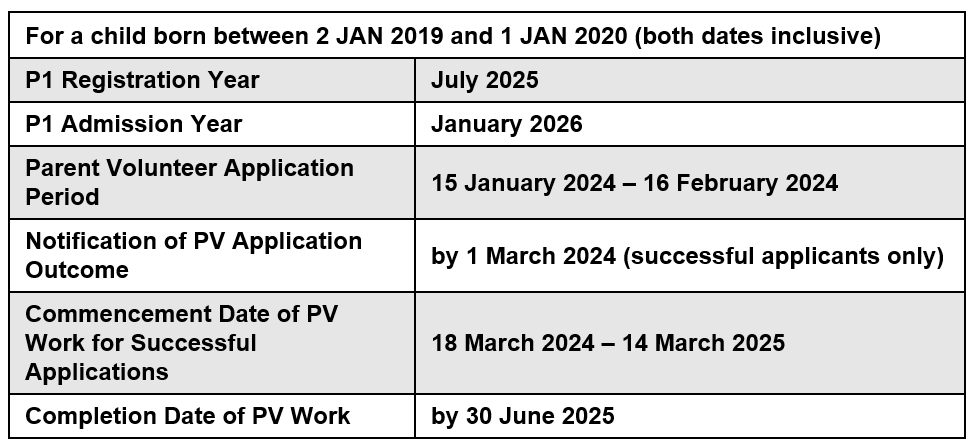 For a child born between 2 JAN 2019 and 1 JAN 2020 (both dates inclusive)
P1 Registration Year
July 2025
P1 Admission Year
January 2026
Parent Volunteer Application
Period
15 January 2024 – 16 February 2024
Notification of PV Application
Outcome
by 1 March 2024 (successful applicants only)
Commencement Date of PV
Work for Successful
Applications
18 March 2024 – 14 March 2025
Completion Date of PV Work
by 30 June 2025